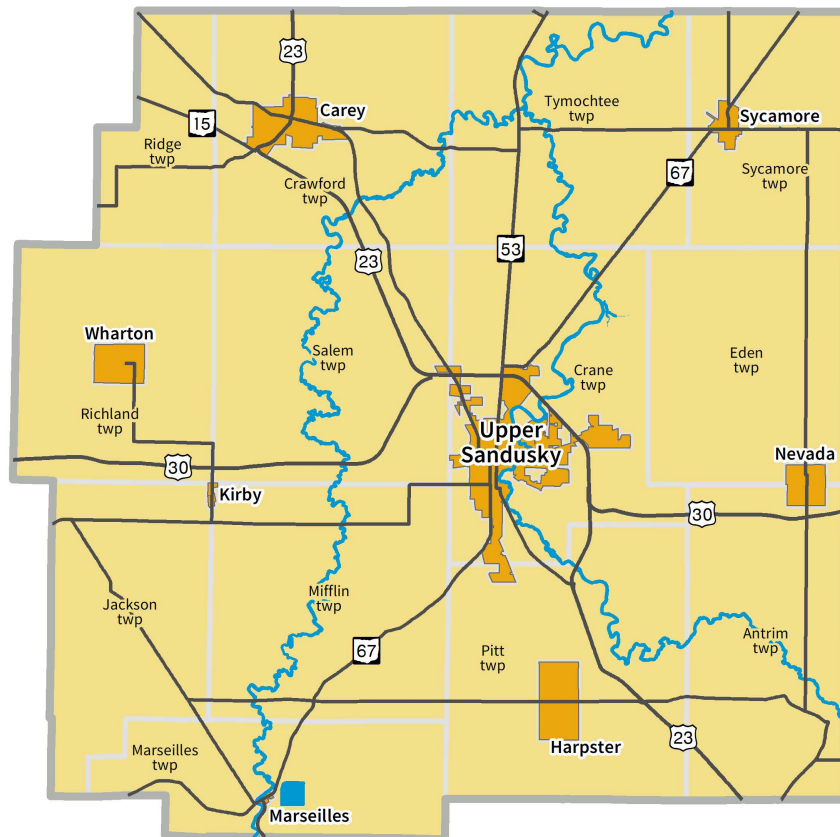 23
Carey
15
Tymochtee
twp
Sycamore
Ridge
twp
Crawford
twp
67
Sycamore
twp
53
23
Wharton
Salem
twp
Crane
twp
Eden
twp
Richland
twp
Upper
Sandusky
30
Nevada
Kirby
30
Jackson
twp
Mifflin
twp
67
Pitt
twp
Antrim
twp
Marseilles
twp
Harpster
23
Marseilles